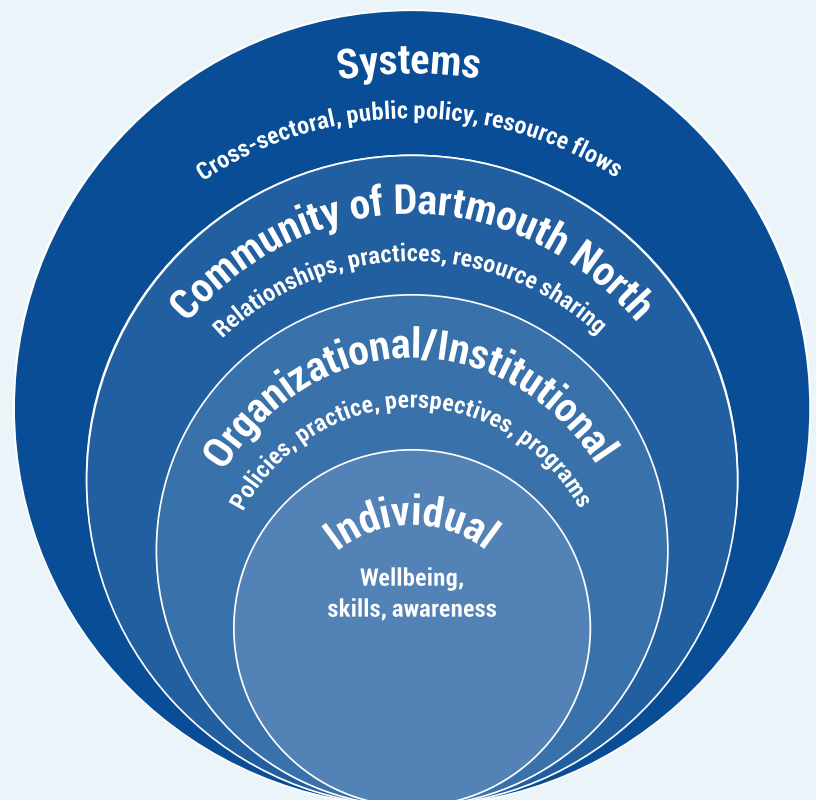 Systems
Cross-sectoral, public policy, resource flows
Community of Dartmouth North
Relationships, practices, resource sharing
Organizational/Institutional
Policies, practice, perspectives, programs
Individual
Wellbeing,
skills, awareness